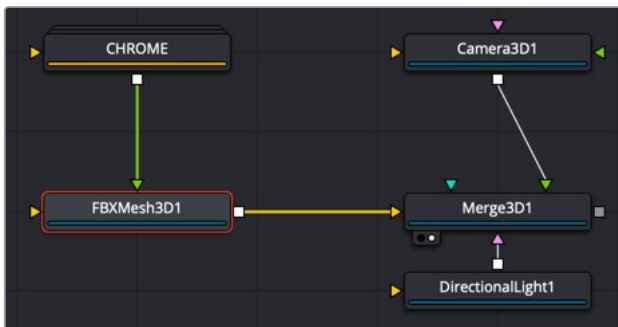 CHROME
Camera3D1
FBXMesh3D1
Merge3D1
DirectionalLight1